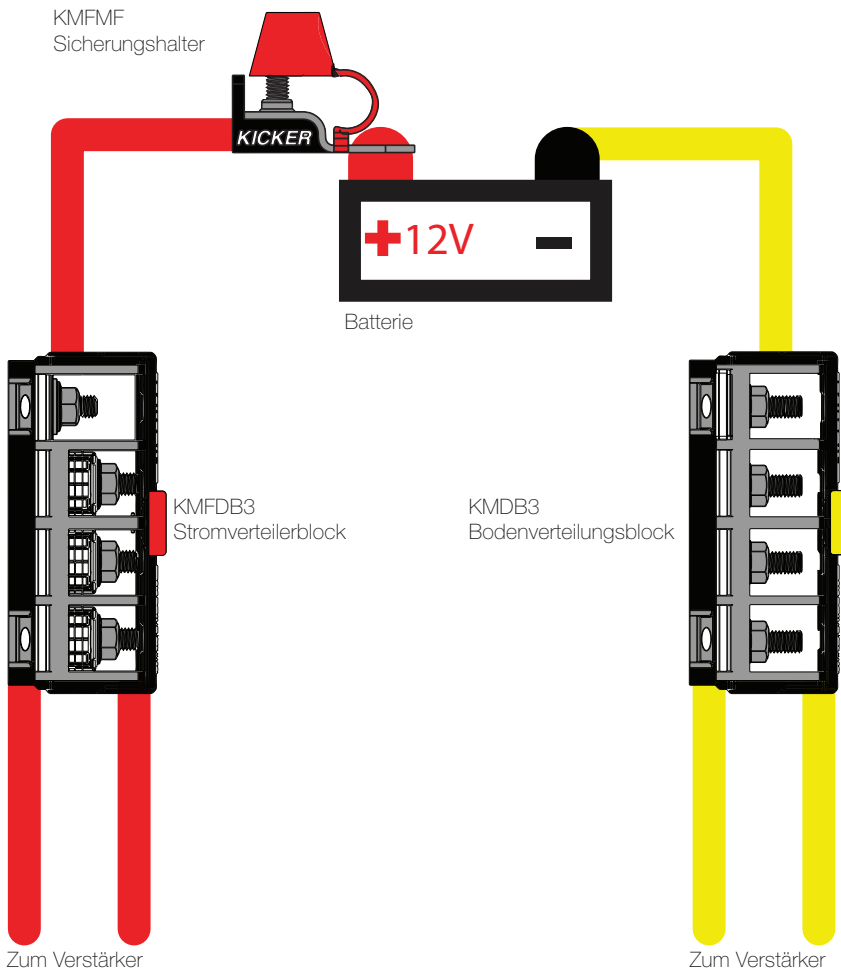 KMFMF
Sicherungshalter
KICKER
+12V -
Batterie
KMFDB3
Stromverteilerblock
KMDB3
Bodenverteilungsblock
Zum Verstärker
Zum Verstärker